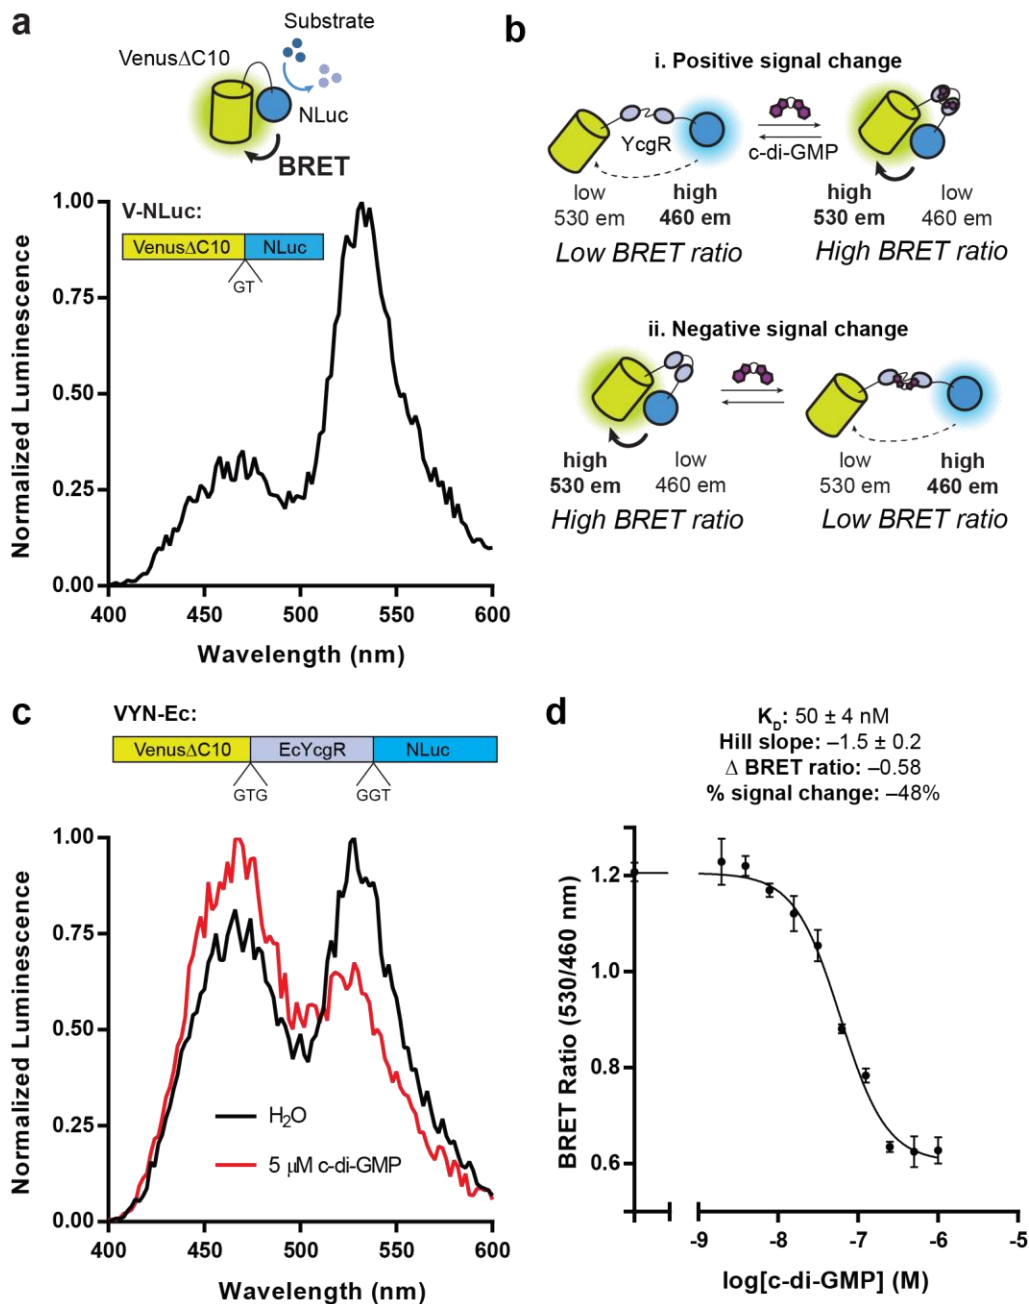 a
Substrate
VenusΔC10
NLuc
BRET
V-NLuc:
VenusΔC10 NLuc
GT
Normalized Luminescence
1.00
0.75
0.50
0.25
0.00
400 450 500 550 600
Wavelength (nm)
b
i. Positive signal change
YcgR
c-di-GMP
low
530 em
high
460 em
high
530 em
low
460 em
Low BRET ratio
High BRET ratio
ii. Negative signal change
high
530 em
low
460 em
low
530 em
high
460 em
High BRET ratio
Low BRET ratio
c
VYN-Ec:
VenusΔC10 EcYcgR NLuc
GTG GGT
Normalized Luminescence
1.00
0.75
0.50
0.25
0.00
H₂O
5 μM c-di-GMP
400 450 500 550 600
Wavelength (nm)
d
K_D: 50 ± 4 nM
Hill slope: –1.5 ± 0.2
Δ BRET ratio: –0.58
% signal change: –48%
BRET Ratio (530/460 nm)
1.2
1.0
0.8
0.6
-9 -8 -7 -6 -5
log[c-di-GMP] (M)